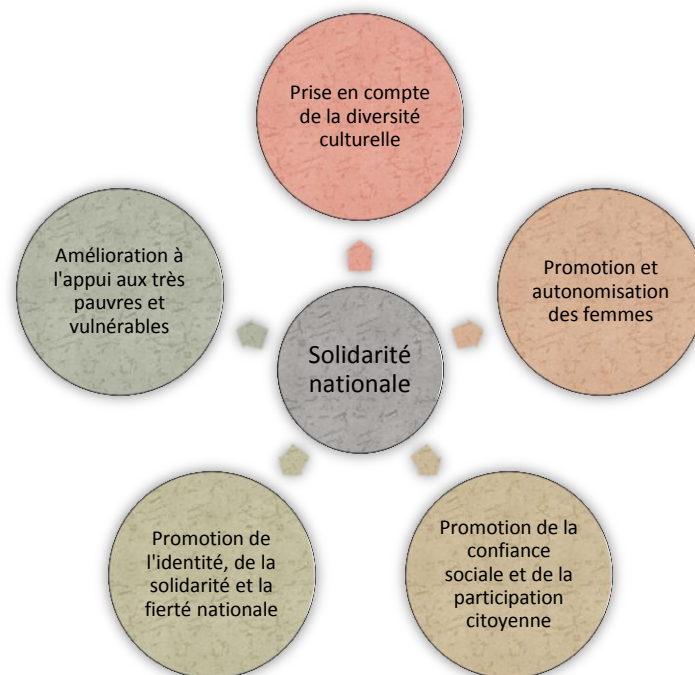 Prise en compte
de la diversité
culturelle
Promotion et
autonomisation
des femmes
Promotion de la
confiance
sociale et de la
participation
citoyenne
Promotion de
l'identité, de la
solidarité et la
fierté nationale
Amélioration à
l'appui aux très
pauvres et
vulnérables
Solidarité
nationale